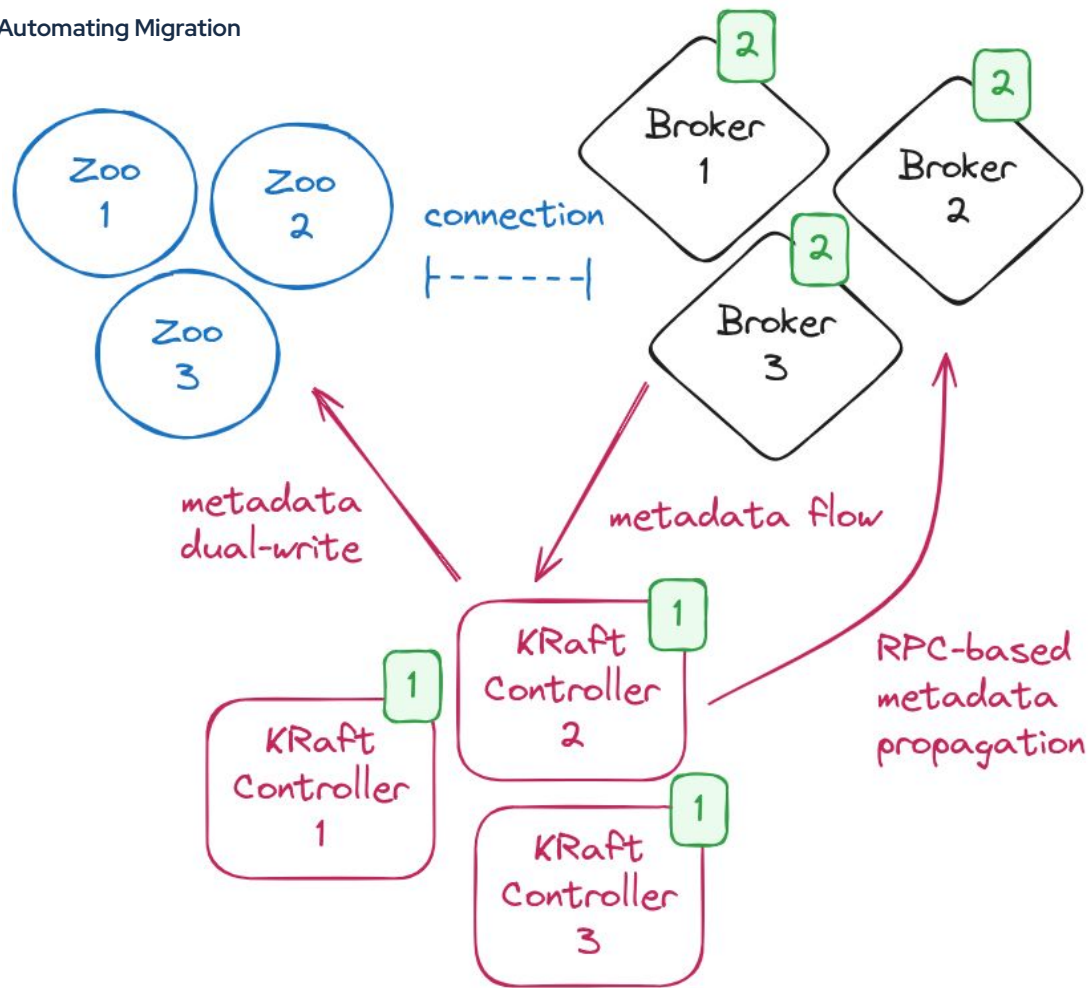 Automating Migration
Zoo
1
Zoo
2
Zoo
3
connection
2
Broker
1
2
Broker
2
2
Broker
3
metadata
dual-write
metadata flow
RPC-based
metadata
propagation
1
KRaft
Controller
2
1
KRaft
Controller
1
1
KRaft
Controller
3